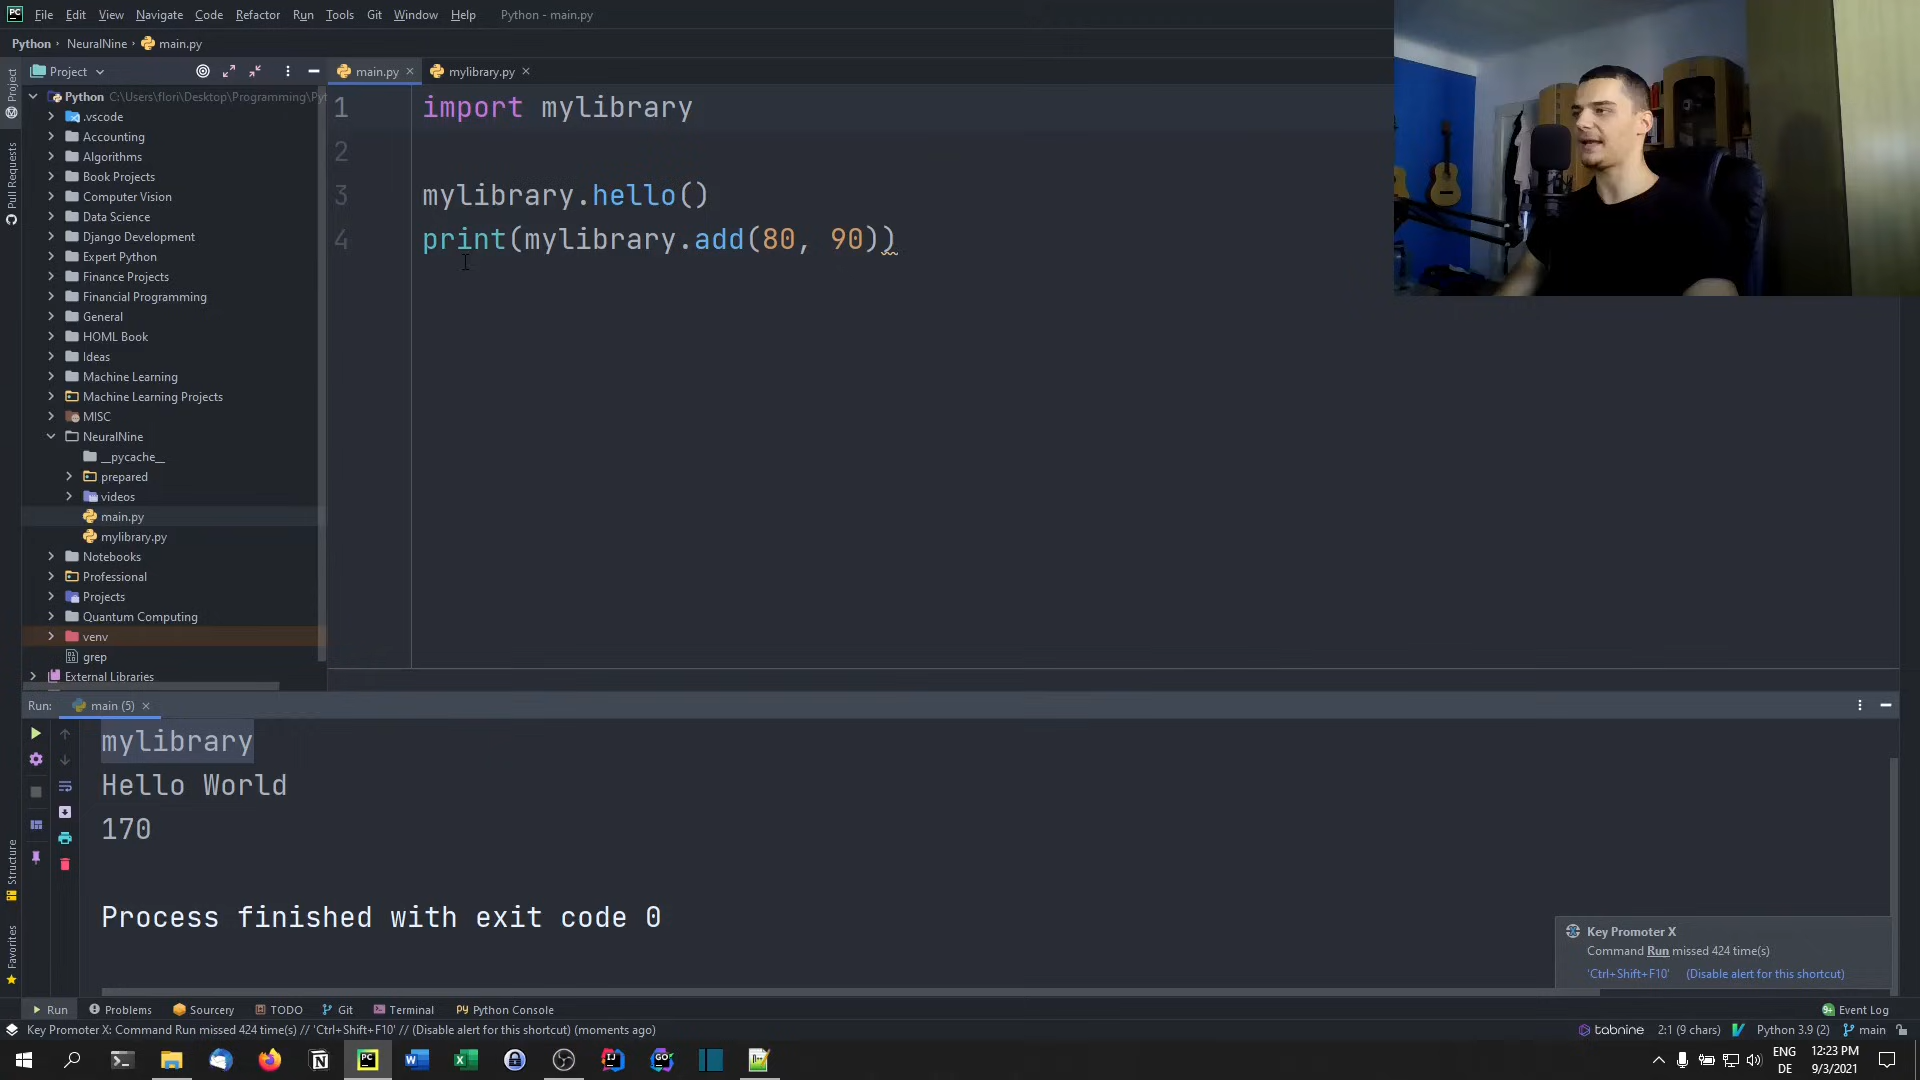 File Edit View Navigate Code Refactor Run Tools Git Window Help Python - main.py
Python NeuralNine main.py
Project
main.py
mylibrary.py
Project
Pull Requests
Structure
Favorites
Python C:\Users\flori\Desktop\Programming\Pyt
.vscode
Accounting
Algorithms
Book Projects
Computer Vision
Data Science
Django Development
Expert Python
Finance Projects
Financial Programming
General
HOML Book
Ideas
Machine Learning
Machine Learning Projects
MISC
NeuralNine
__pycache__
prepared
videos
main.py
mylibrary.py
Notebooks
Professional
Projects
Quantum Computing
venv
grep
External Libraries
1 import mylibrary
2
3 mylibrary.hello()
4 print(mylibrary.add(80, 90))
Run: main (5)
mylibrary
Hello World
170
Process finished with exit code 0
Key Promoter X
Command Run missed 424 time(s)
'Ctrl+Shift+F10' (Disable alert for this shortcut)
Run Problems Sourcery TODO Git Terminal Python Console Event Log
Key Promoter X: Command Run missed 424 time(s) // 'Ctrl+Shift+F10' // (Disable alert for this shortcut) (moments ago) tabnine 2:1 (9 chars) Python 3.9 (2) main
ENG
DE
12:23 PM
9/3/2021